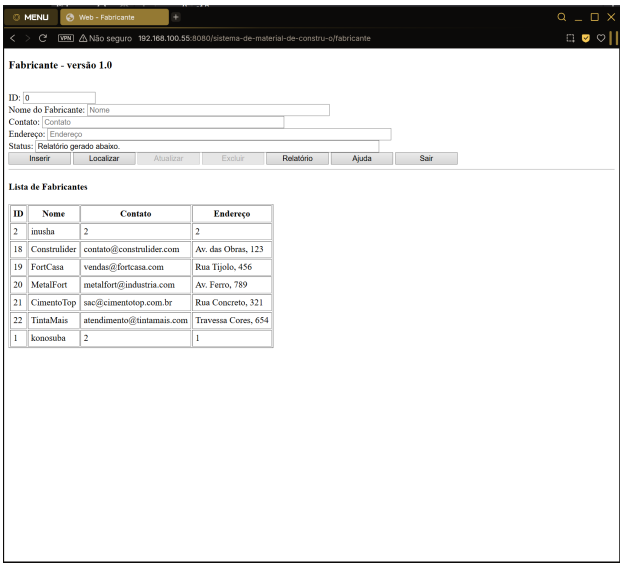 MENU Web - Fabricante +
VPN Não seguro 192.168.100.55:8080/sistema-de-material-de-constru-o/fabricante
Fabricante - versão 1.0
ID: 0
Nome do Fabricante: Nome
Contato: Contato
Endereço: Endereço
Status: Relatório gerado abaixo.
Inserir Localizar Atualizar Excluir Relatório Ajuda Sair
Lista de Fabricantes
ID Nome Contato Endereço
2 inusha 2 2
18 Construlider contato@construlider.com Av. das Obras, 123
19 FortCasa vendas@fortcasa.com Rua Tijolo, 456
20 MetalFort metalfort@industria.com Av. Ferro, 789
21 CimentoTop sac@cimentotop.com.br Rua Concreto, 321
22 TintaMais atendimento@tintamais.com Travessa Cores, 654
1 konosuba 2 1